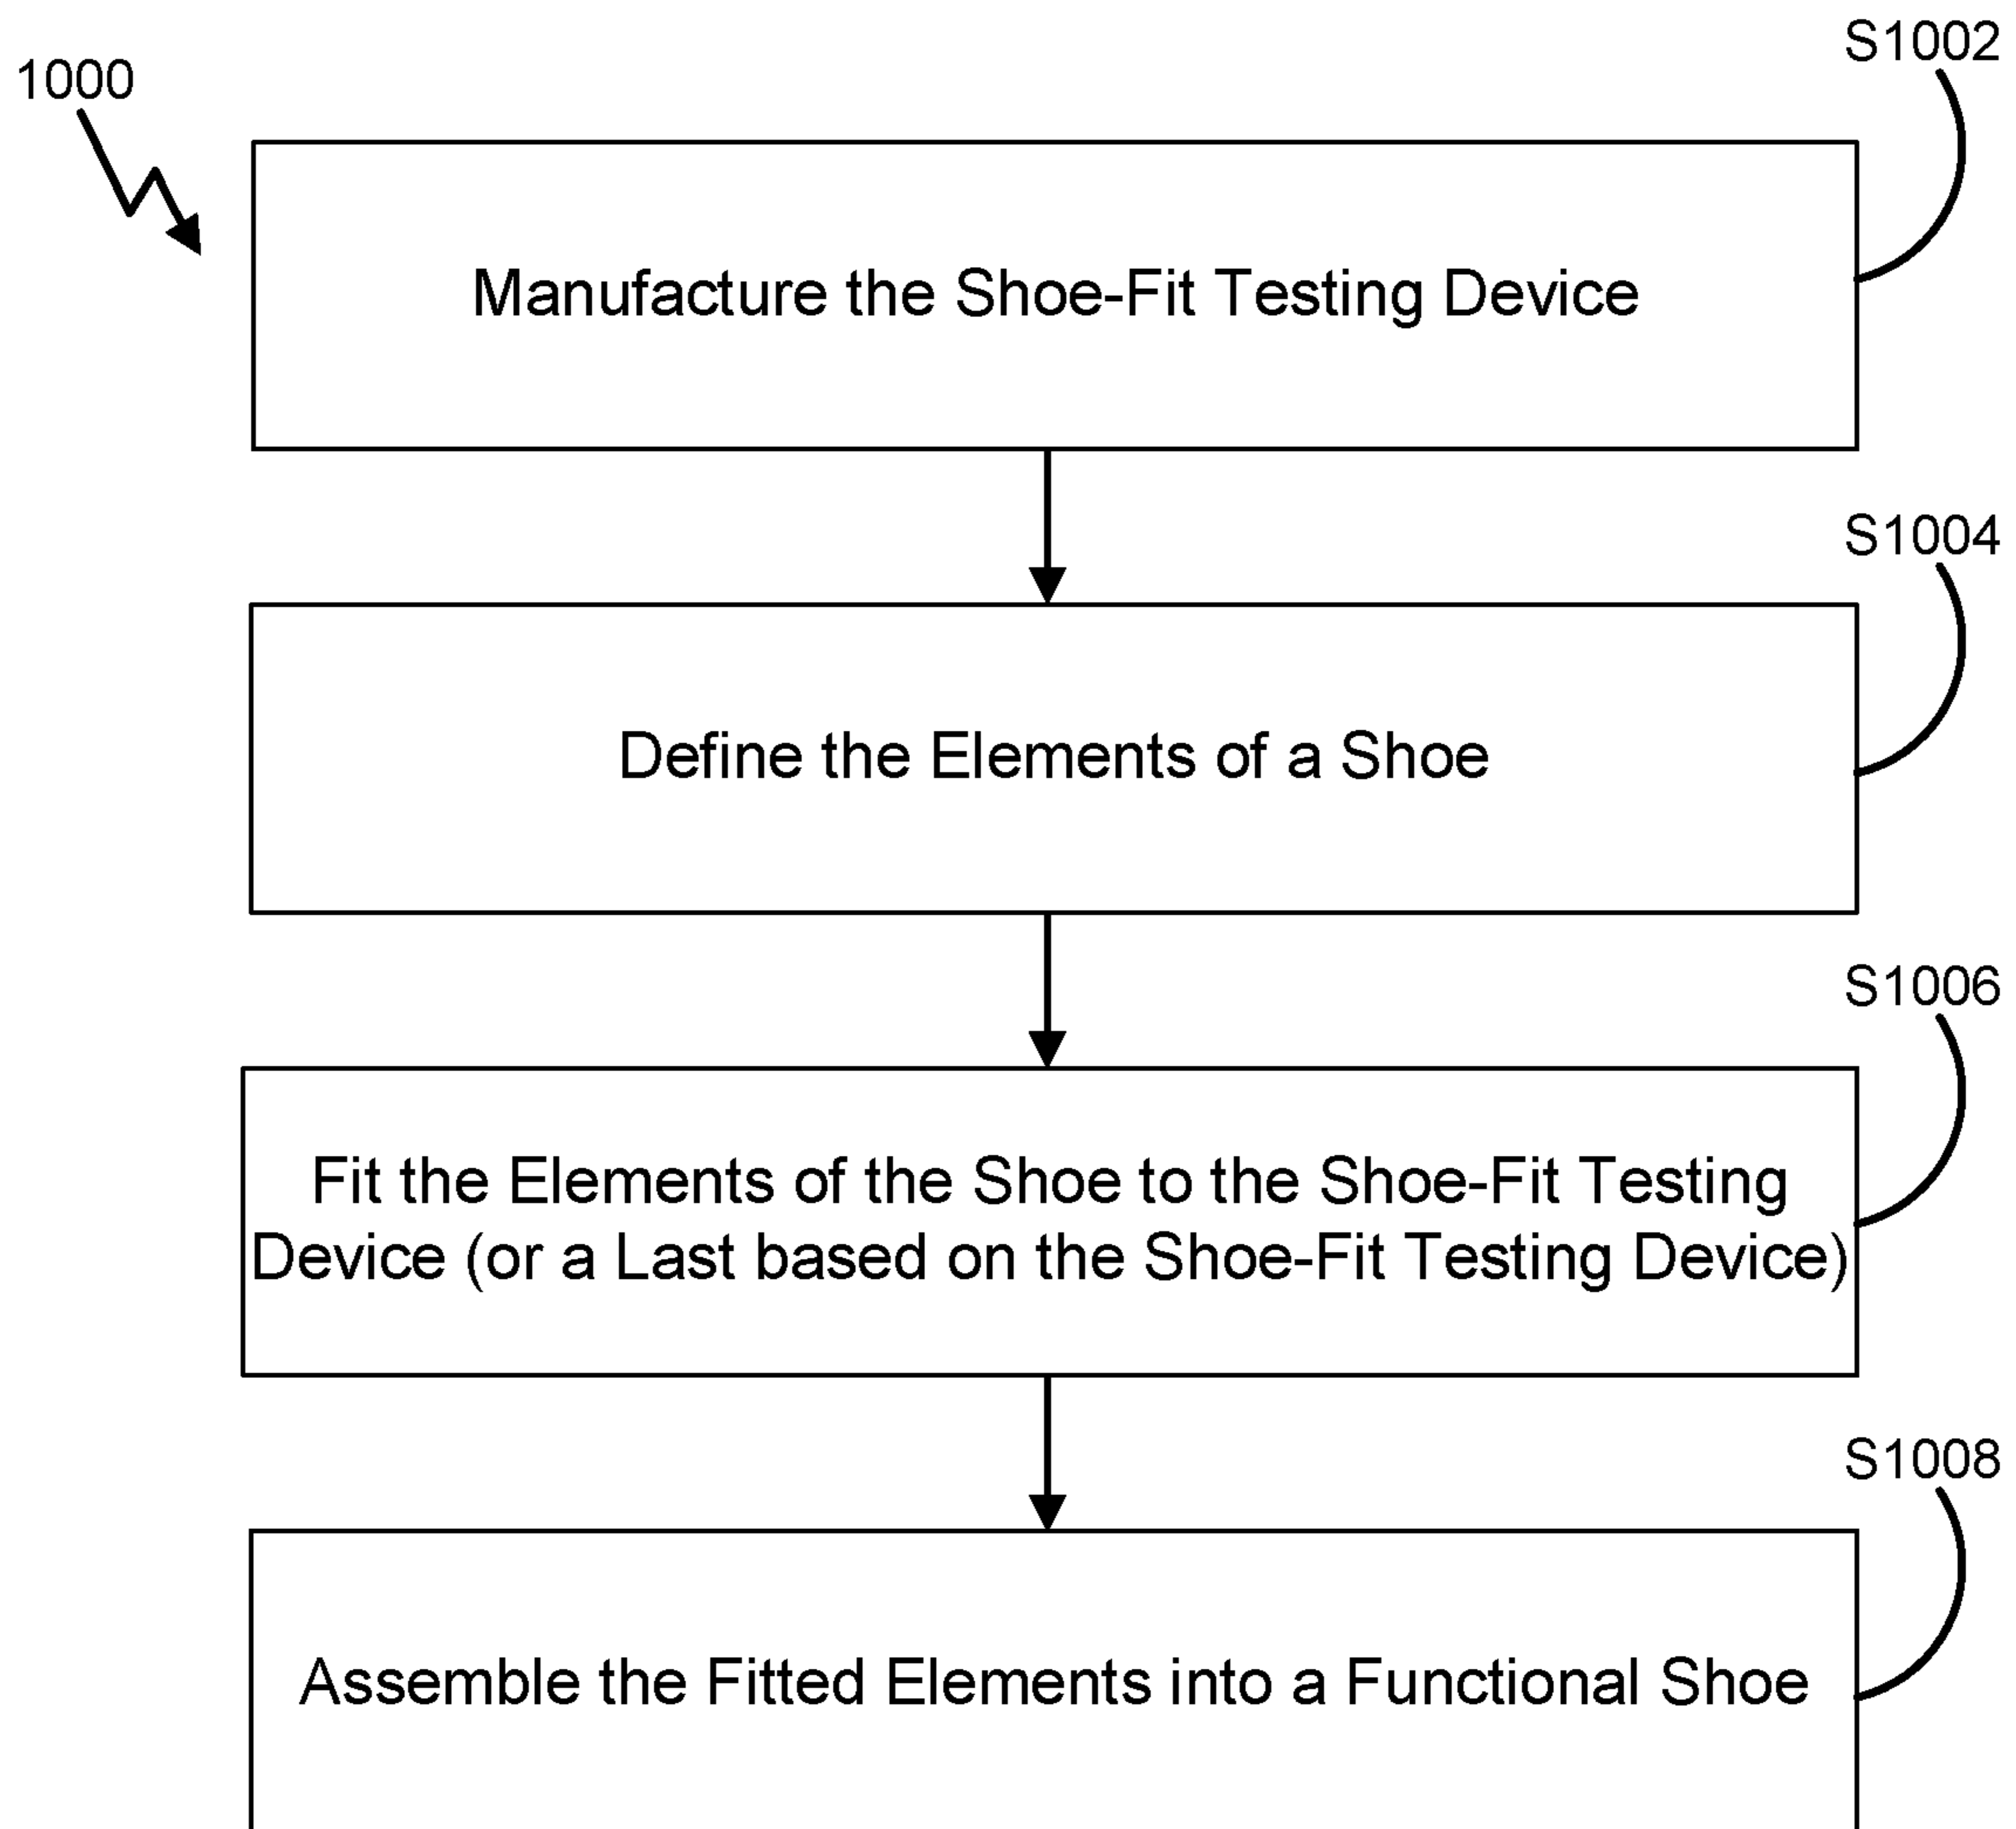 1000
S1002
Manufacture the Shoe-Fit Testing Device
S1004
Define the Elements of a Shoe
S1006
Fit the Elements of the Shoe to the Shoe-Fit Testing
Device (or a Last based on the Shoe-Fit Testing Device)
S1008
Assemble the Fitted Elements into a Functional Shoe